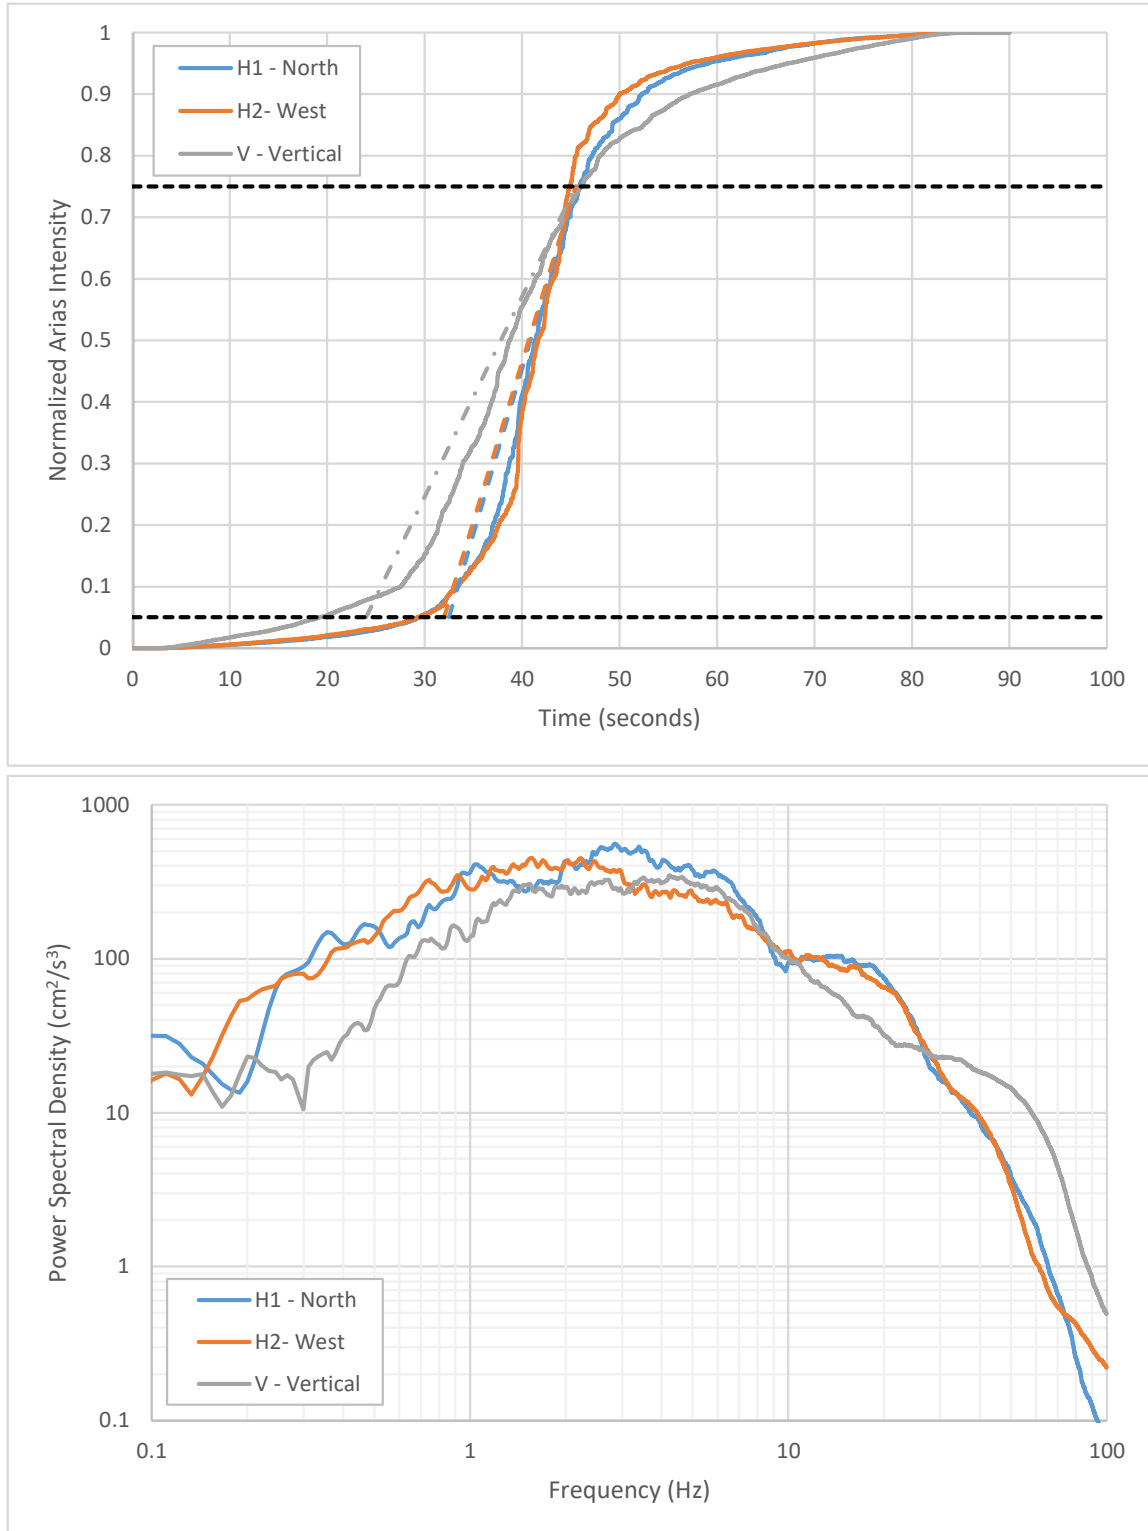 1
0.9
0.8
0.7
0.6
0.5
0.4
0.3
0.2
0.1
0
Normalized Arias Intensity
H1 - North
H2- West
V - Vertical
0 10 20 30 40 50 60 70 80 90 100
Time (seconds)
1000
100
10
1
0.1
Power Spectral Density (cm²/s³)
H1 - North
H2- West
V - Vertical
0.1 1 10 100
Frequency (Hz)